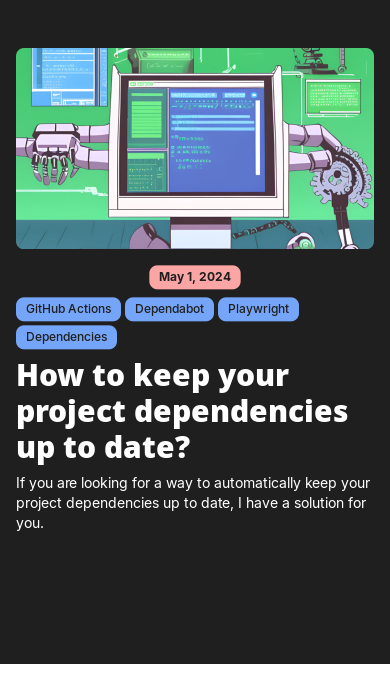 May 1, 2024
GitHub Actions Dependabot Playwright
Dependencies
How to keep your
project dependencies
up to date?
If you are looking for a way to automatically keep your
project dependencies up to date, I have a solution for
you.